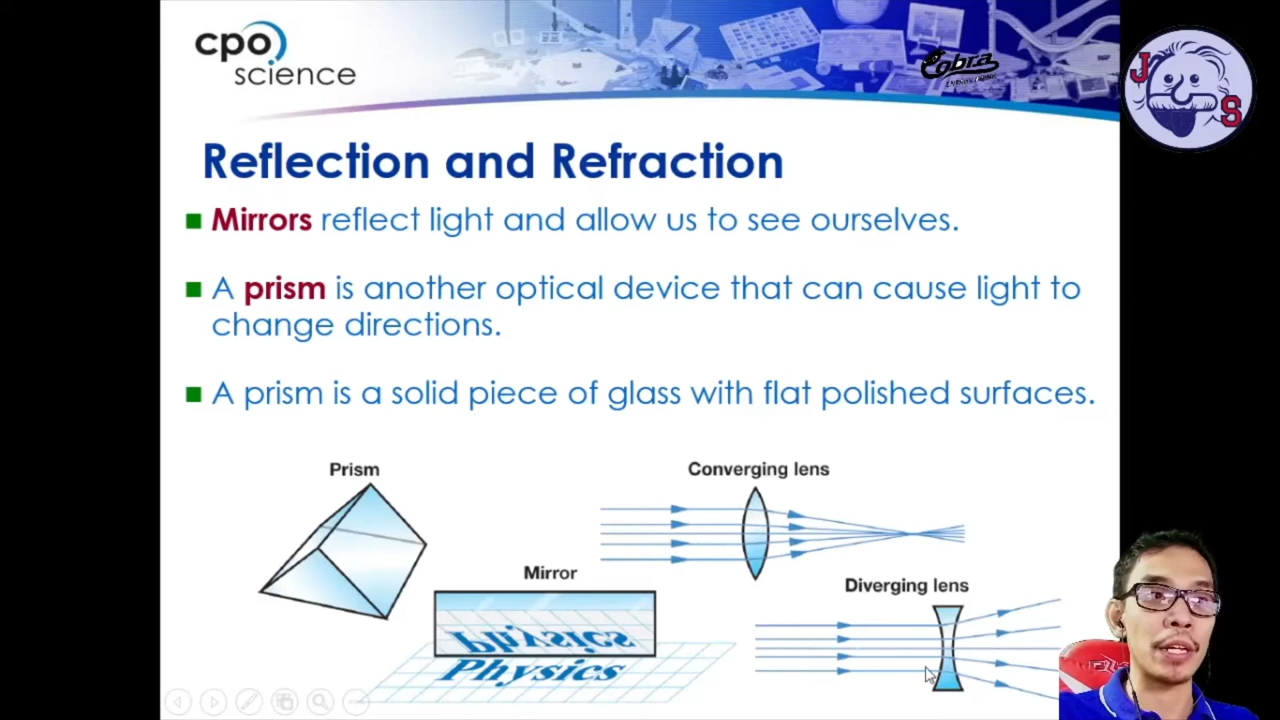 cpo
science
Cobra
J S
Reflection and Refraction
Mirrors reflect light and allow us to see ourselves.
A prism is another optical device that can cause light to
change directions.
A prism is a solid piece of glass with flat polished surfaces.
Prism
Converging lens
Mirror
Diverging lens
Physics
Physics